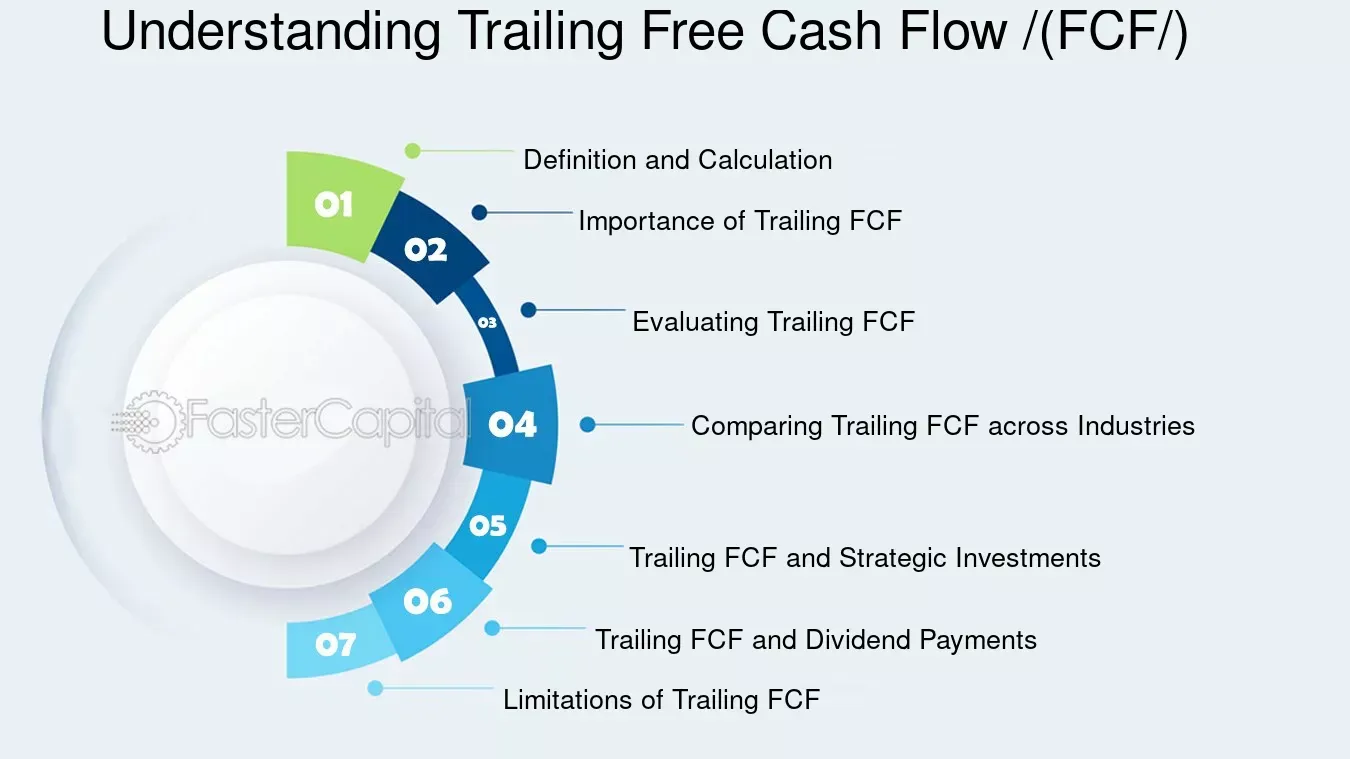 Understanding Trailing Free Cash Flow /(FCF/)
01
Definition and Calculation
02
Importance of Trailing FCF
03
Evaluating Trailing FCF
FasterCapital
04
Comparing Trailing FCF across Industries
05
Trailing FCF and Strategic Investments
06
Trailing FCF and Dividend Payments
07
Limitations of Trailing FCF